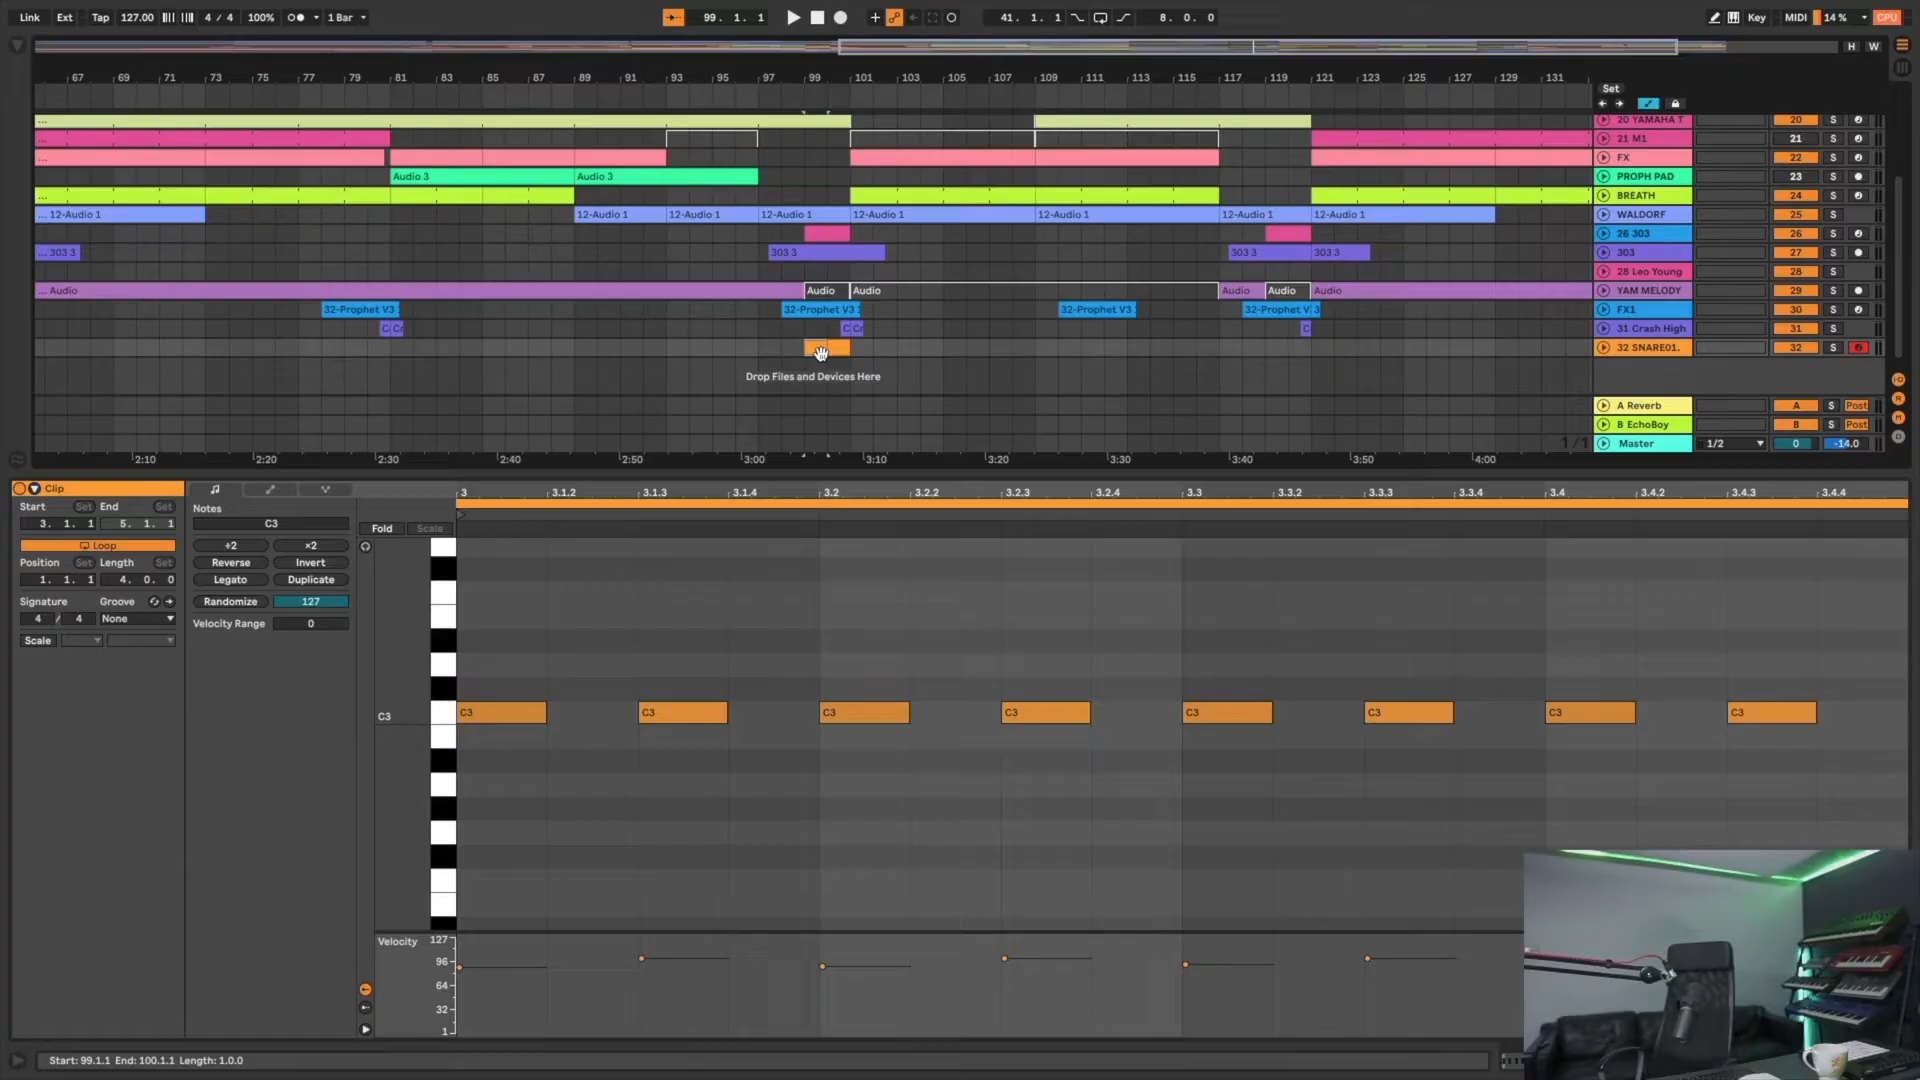 Link Ext Tap 127.00 4 / 4 100% 1 Bar 99. 1. 1 41. 1. 1 8. 0. 0 Key MIDI 14 % CPU
H W
67 69 71 73 75 77 79 81 83 85 87 89 91 93 95 97 99 101 103 105 107 109 111 113 115 117 119 121 123 125 127 129 131
Set
... 20 YAMAHA T 20 S
... 21 M1 21 S
... FX 22 S
Audio 3 Audio 3 PROPH PAD 23 S
... BREATH 24 S
... 12-Audio 1 12-Audio 1 12-Audio 1 12-Audio 1 12-Audio 1 12-Audio 1 12-Audio 1 12-Audio 1 WALDORF 25 S
26 303 26 S
... 303 3 303 3 303 3 303 3 303 27 S
28 Leo Young 28 S
... Audio Audio Audio Audio Audio Audio YAM MELODY 29 S
32-Prophet V3 32-Prophet V3 32-Prophet V3 32-Prophet V 3 FX1 30 S
C Cr C Cr C 31 Crash High 31 S
32 SNARE01. 32 S
Drop Files and Devices Here
A Reverb A S Post
B EchoBoy B S Post
1/1 Master 1/2 0 -14.0
2:10 2:20 2:30 2:40 2:50 3:00 3:10 3:20 3:30 3:40 3:50 4:00
Clip
Start Set End Set
3. 1. 1 5. 1. 1
Loop
Position Set Length Set
1. 1. 1 4. 0. 0
Signature Groove
4 / 4 None
Scale
Notes
C3
÷2 ×2
Reverse Invert
Legato Duplicate
Randomize 127
Velocity Range 0
3 3.1.2 3.1.3 3.1.4 3.2 3.2.2 3.2.3 3.2.4 3.3 3.3.2 3.3.3 3.3.4 3.4 3.4.2 3.4.3 3.4.4
Fold Scale
C3 C3 C3 C3 C3 C3 C3 C3 C3
Velocity 127
96
64
32
1
Start: 99.1.1 End: 100.1.1 Length: 1.0.0